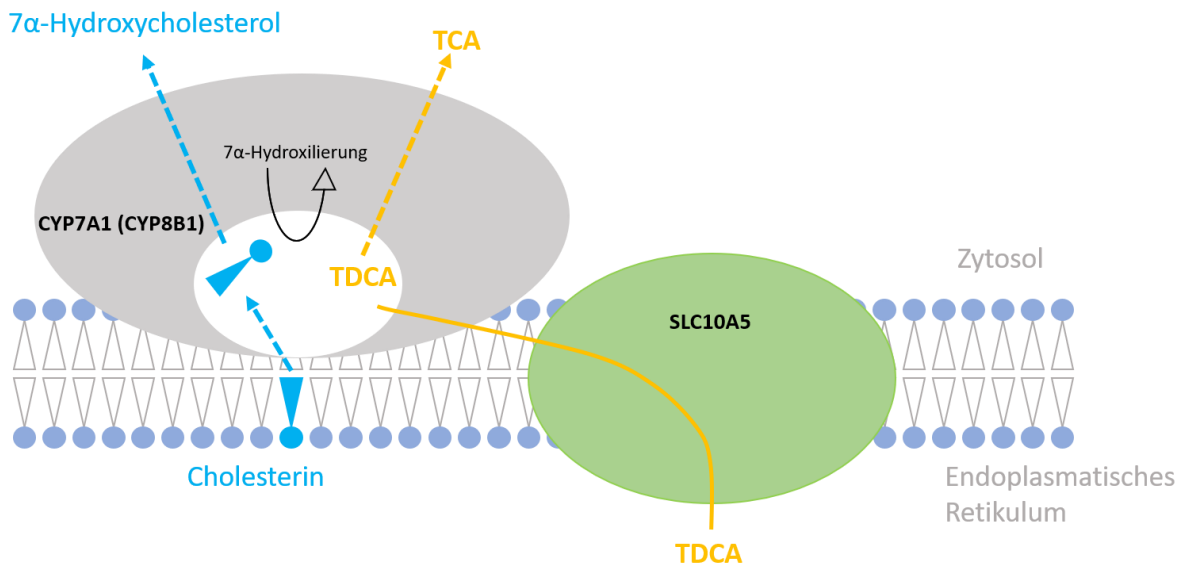 7α-Hydroxycholesterol
TCA
7α-Hydroxilierung
CYP7A1 (CYP8B1)
TDCA
Zytosol
SLC10A5
Cholesterin
Endoplasmatisches
Retikulum
TDCA